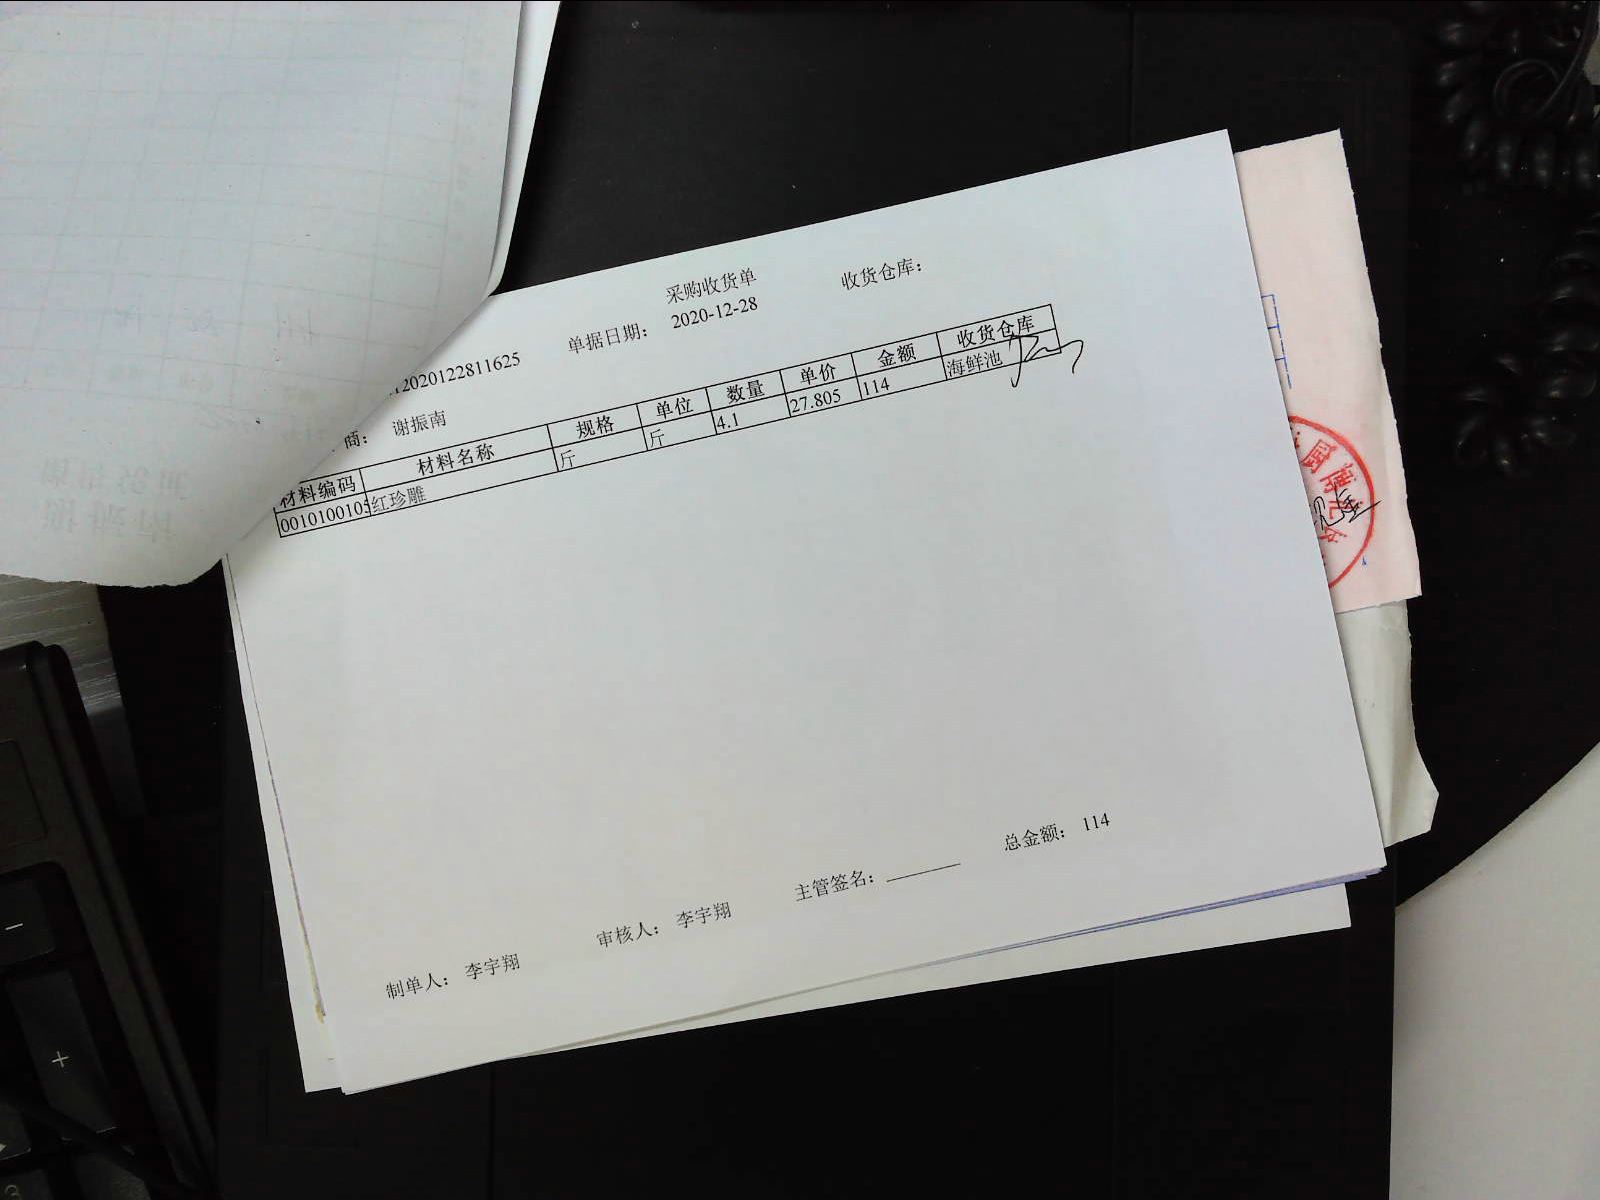 采购收货单
收货仓库:
单据日期: 2020-12-28
2020122811625
商: 谢振南
材料编码 材料名称 规格 单位 数量 单价 金额 收货仓库
0010100105 红珍雕 斤 斤 4.1 27.805 114 海鲜池
总金额: 114
主管签名:
审核人: 李宇翔
制单人: 李宇翔